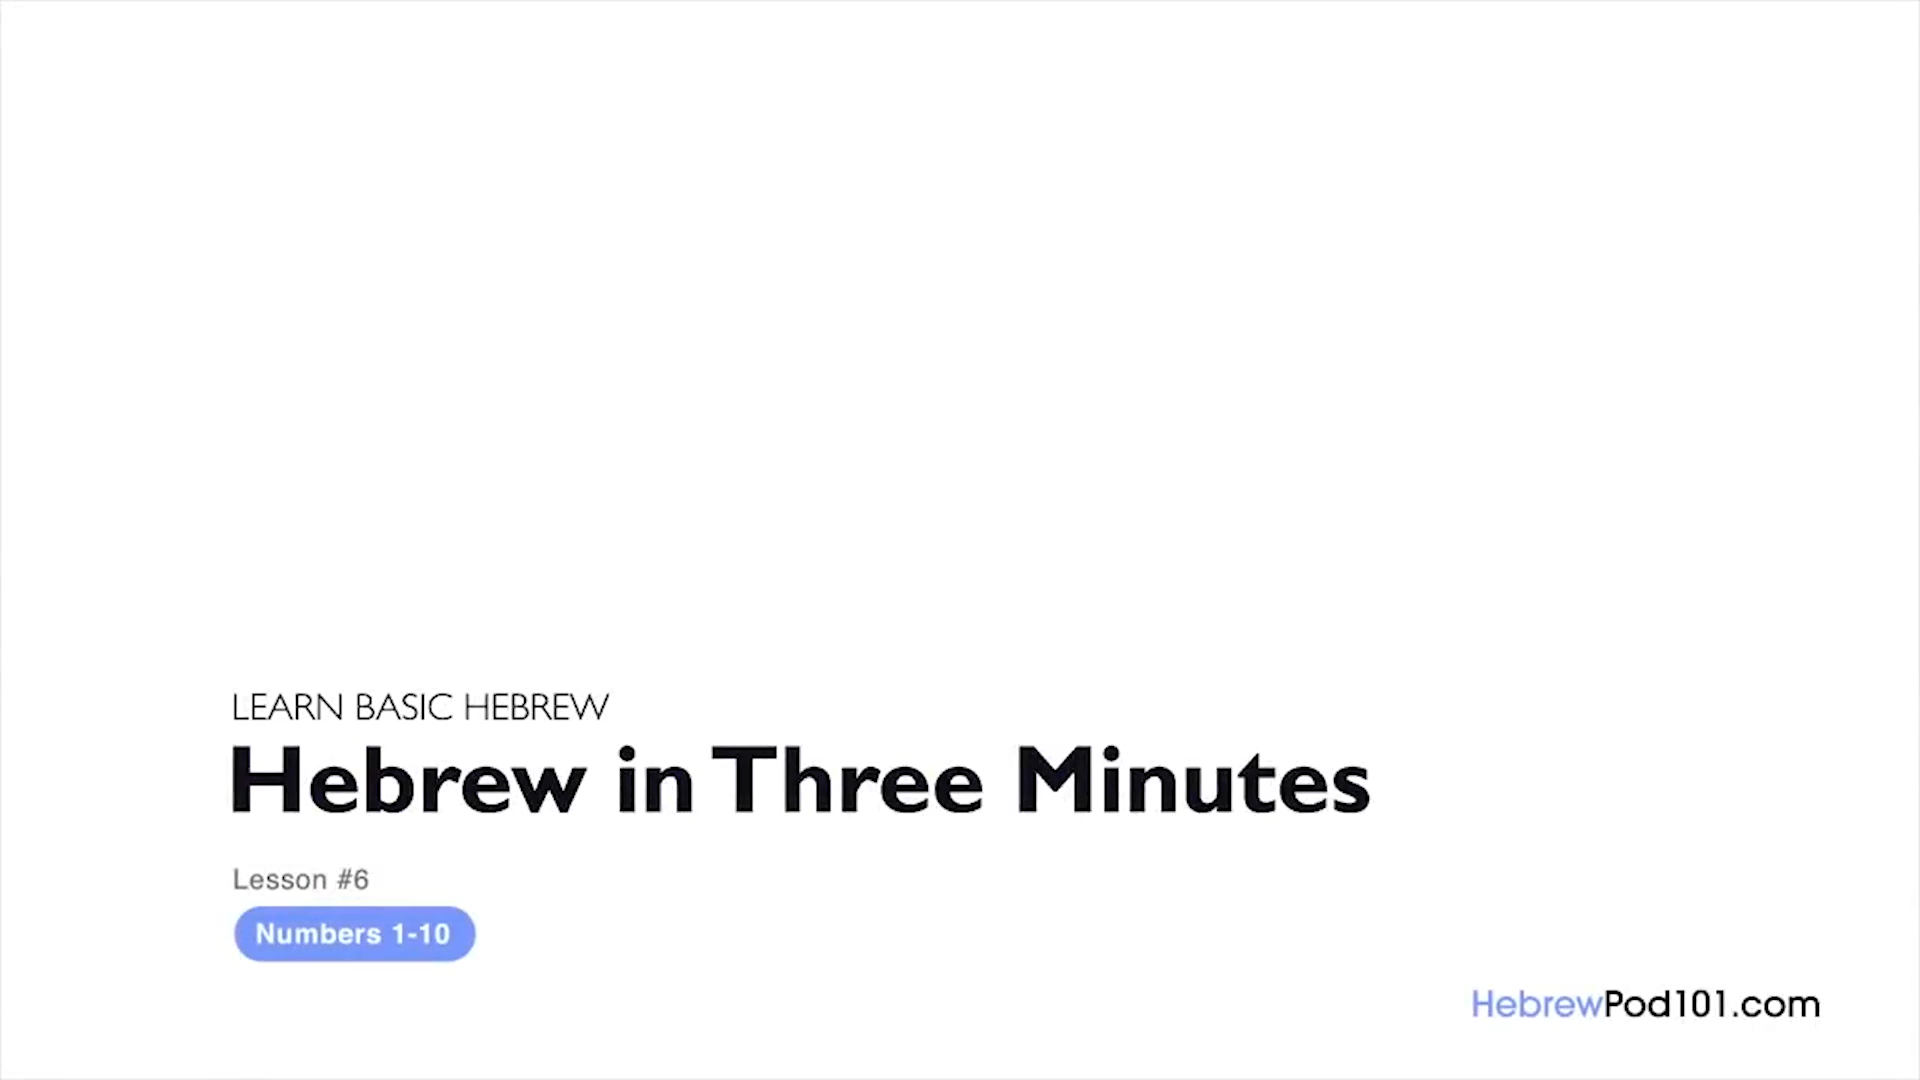 LEARN BASIC HEBREW
Hebrew in Three Minutes
Lesson #6
Numbers 1-10
HebrewPod101.com